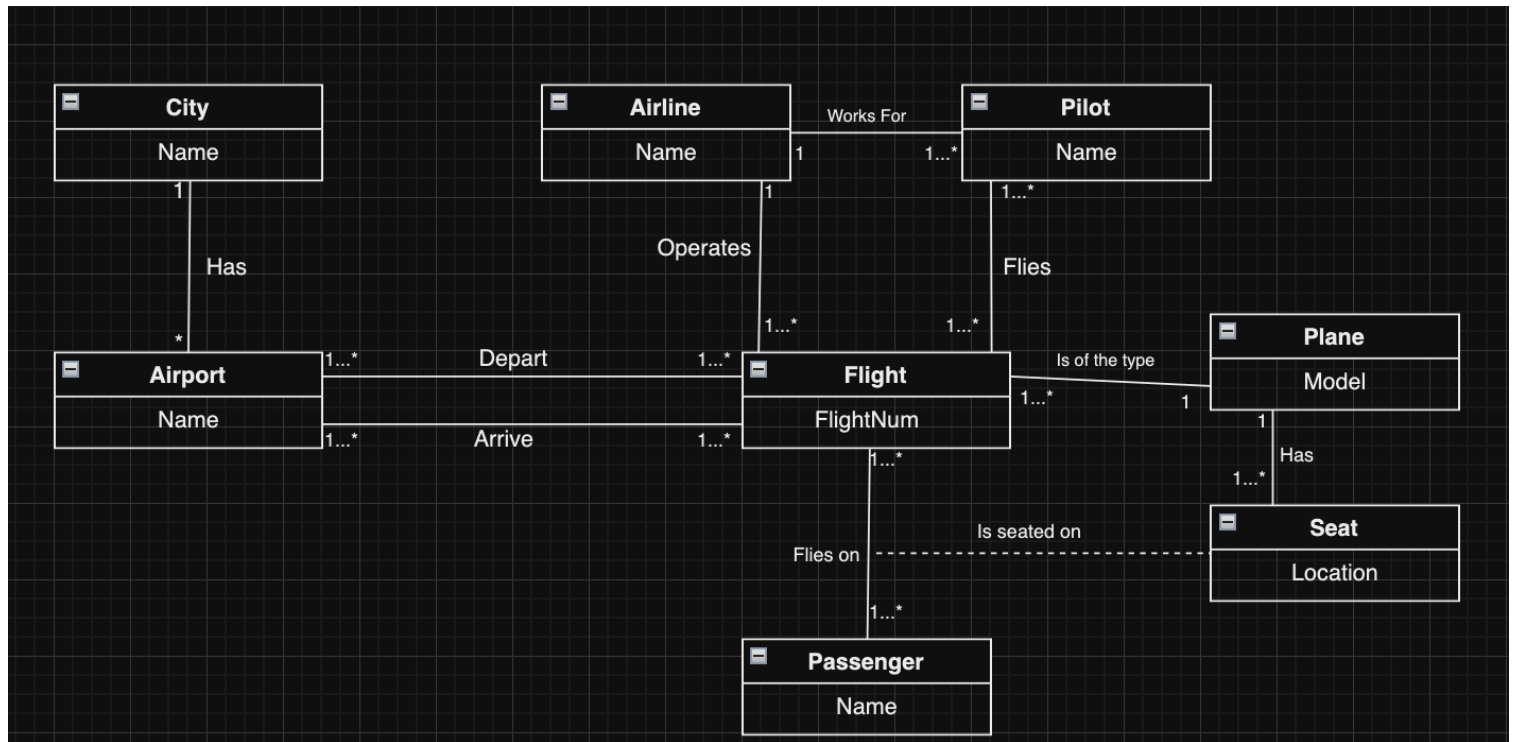 City
Name
1
Has
*
Airport
Name
Airline
Name
Works For
1
1...*
Pilot
Name
1
Operates
1...*
1...*
Flies
1...*
1...*
Depart
1...*
1...*
Arrive
1...*
Flight
FlightNum
Is of the type
1...*
1
Plane
Model
1
Has
1...*
Seat
Location
1...*
Flies on
Is seated on
1...*
Passenger
Name